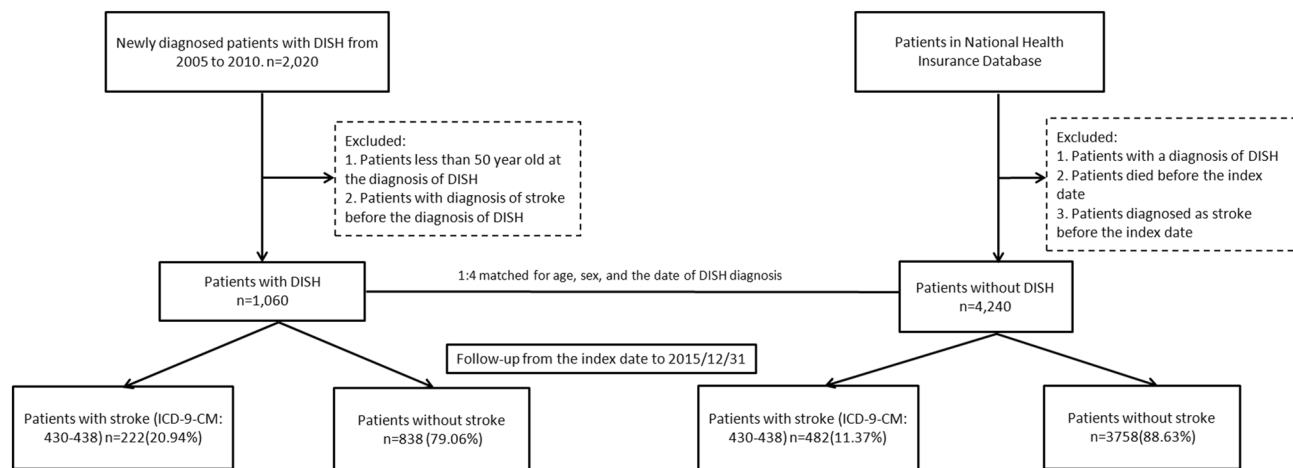 Newly diagnosed patients with DISH from
2005 to 2010. n=2,020
Patients in National Health
Insurance Database
Excluded:
1. Patients less than 50 year old at
the diagnosis of DISH
2. Patients with diagnosis of stroke
before the diagnosis of DISH
Excluded:
1. Patients with a diagnosis of DISH
2. Patients died before the index
date
3. Patients diagnosed as stroke
before the index date
Patients with DISH
n=1,060
1:4 matched for age, sex, and the date of DISH diagnosis
Patients without DISH
n=4,240
Follow-up from the index date to 2015/12/31
Patients with stroke (ICD-9-CM:
430-438) n=222(20.94%)
Patients without stroke
n=838 (79.06%)
Patients with stroke (ICD-9-CM:
430-438) n=482(11.37%)
Patients without stroke
n=3758(88.63%)